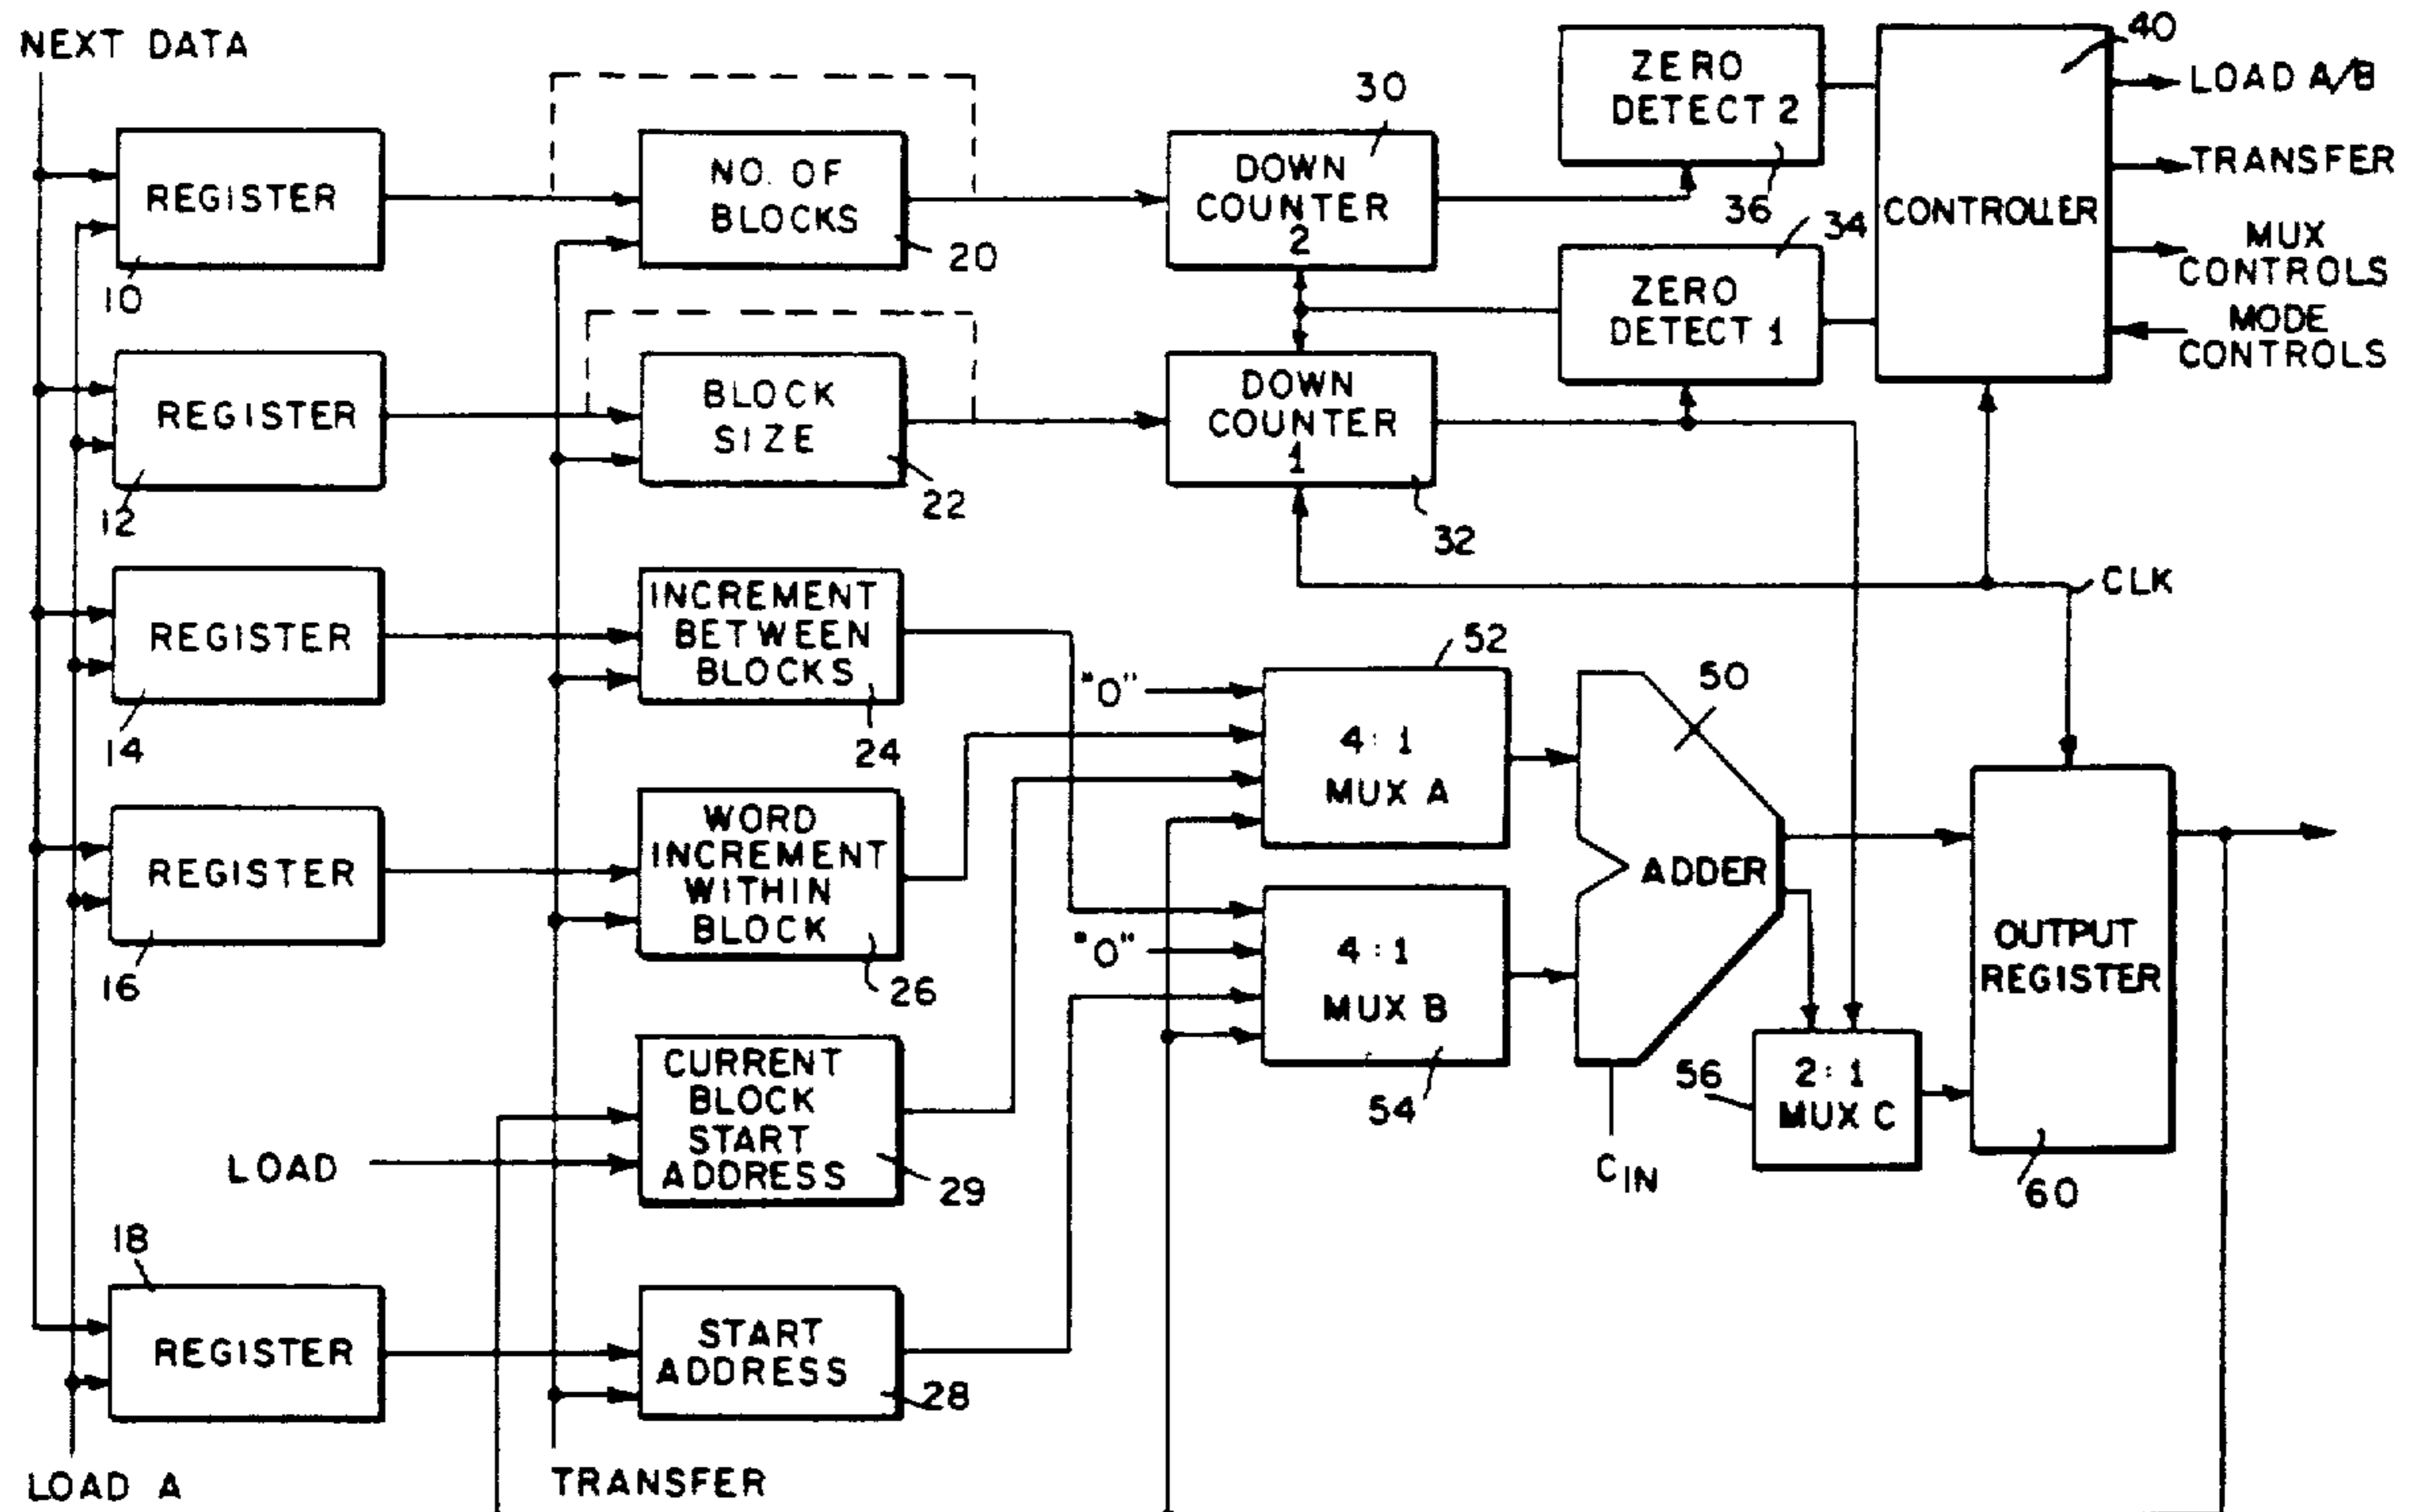 NEXT DATA
REGISTER
10
NO. OF
BLOCKS
20
DOWN
COUNTER
2
30
ZERO
DETECT 2
36
CONTROLLER
40
LOAD A/B
TRANSFER
MUX
CONTROLS
MODE
CONTROLS
REGISTER
12
BLOCK
SIZE
22
DOWN
COUNTER
1
32
ZERO
DETECT 1
34
CLK
REGISTER
14
INCREMENT
BETWEEN
BLOCKS
24
"0"
4:1
MUX A
52
50
ADDER
REGISTER
16
WORD
INCREMENT
WITHIN
BLOCK
26
"0"
4:1
MUX B
54
CIN
56
2:1
MUX C
OUTPUT
REGISTER
60
LOAD
CURRENT
BLOCK
START
ADDRESS
29
18
REGISTER
START
ADDRESS
28
LOAD A
TRANSFER